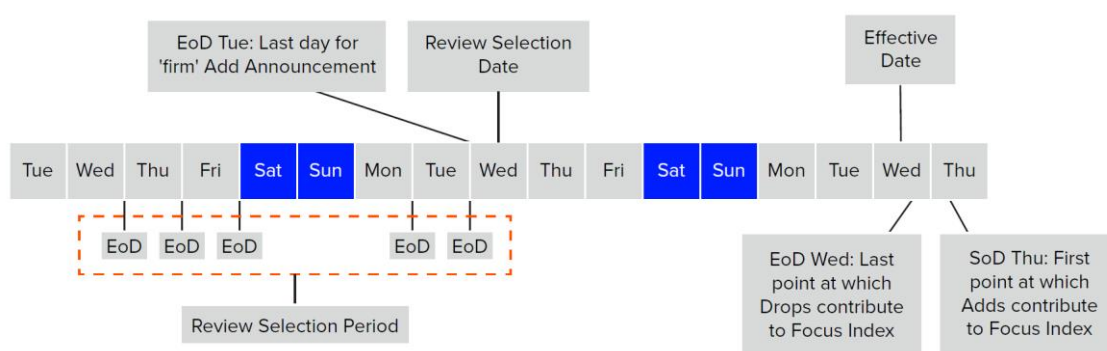 EoD Tue: Last day for
'firm' Add Announcement
Review Selection
Date
Effective
Date
Tue Wed Thu Fri Sat Sun Mon Tue Wed Thu Fri Sat Sun Mon Tue Wed Thu
EoD EoD EoD EoD EoD
Review Selection Period
EoD Wed: Last
point at which
Drops contribute
to Focus Index
SoD Thu: First
point at which
Adds contribute
to Focus Index